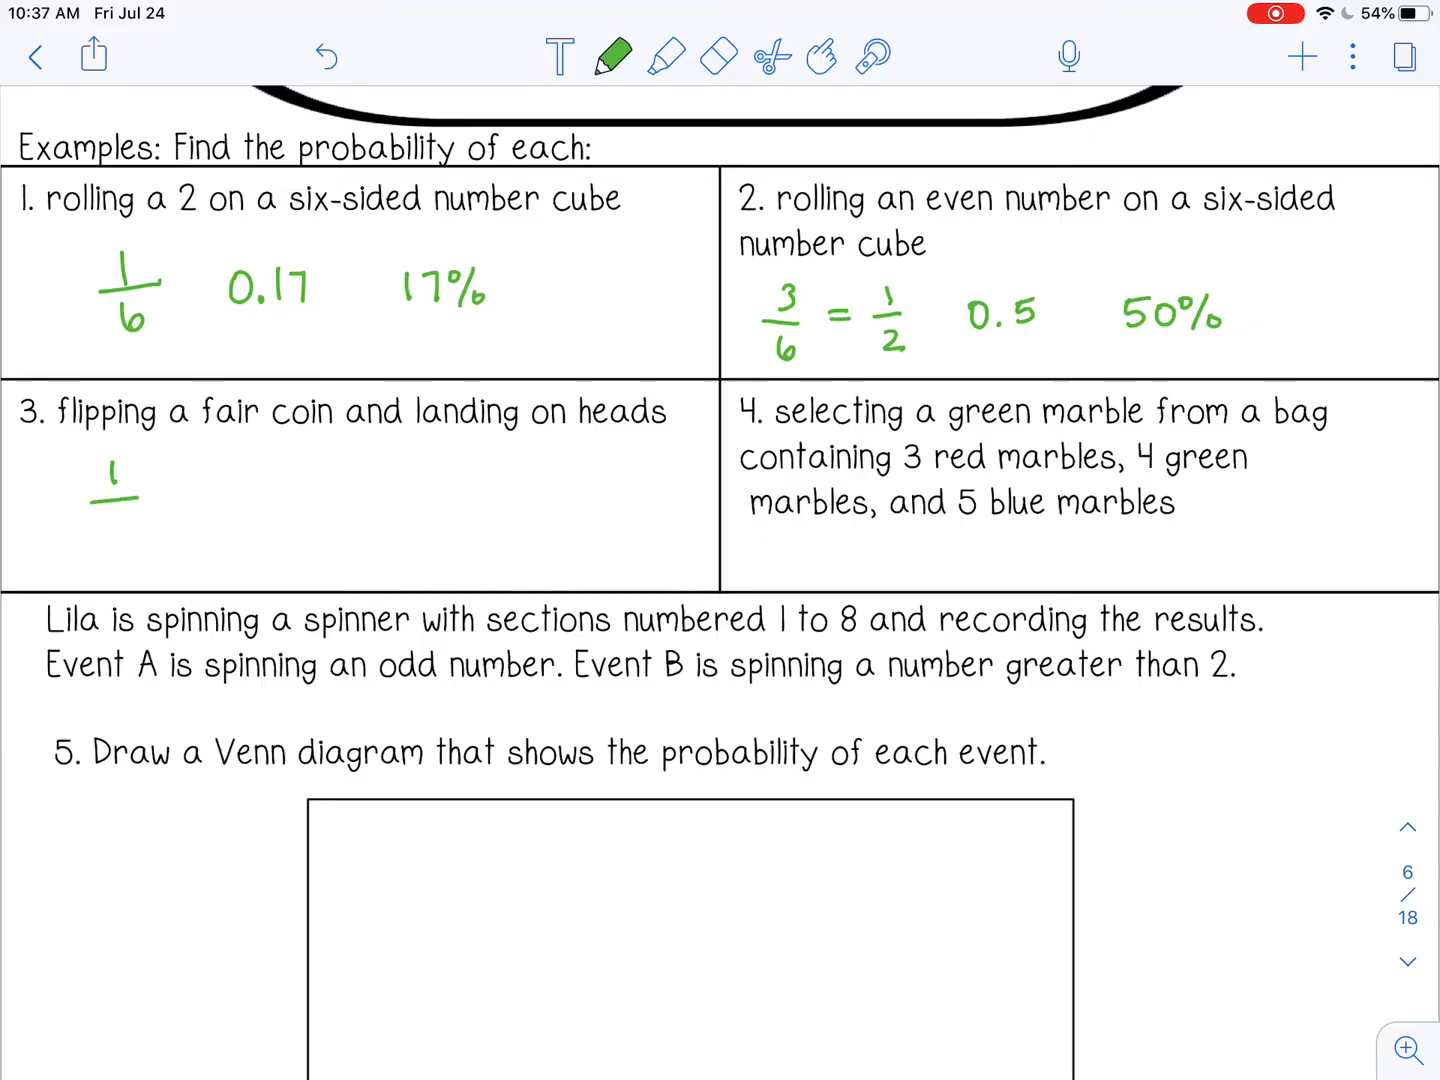 10:37 AM Fri Jul 24
54%
T
Examples: Find the probability of each:
1. rolling a 2 on a six-sided number cube
1/6 0.17 17%
2. rolling an even number on a six-sided
number cube
3/6 = 1/2 0.5 50%
3. flipping a fair coin and landing on heads
1
4. selecting a green marble from a bag
containing 3 red marbles, 4 green
marbles, and 5 blue marbles
Lila is spinning a spinner with sections numbered 1 to 8 and recording the results.
Event A is spinning an odd number. Event B is spinning a number greater than 2.
5. Draw a Venn diagram that shows the probability of each event.
6
/
18